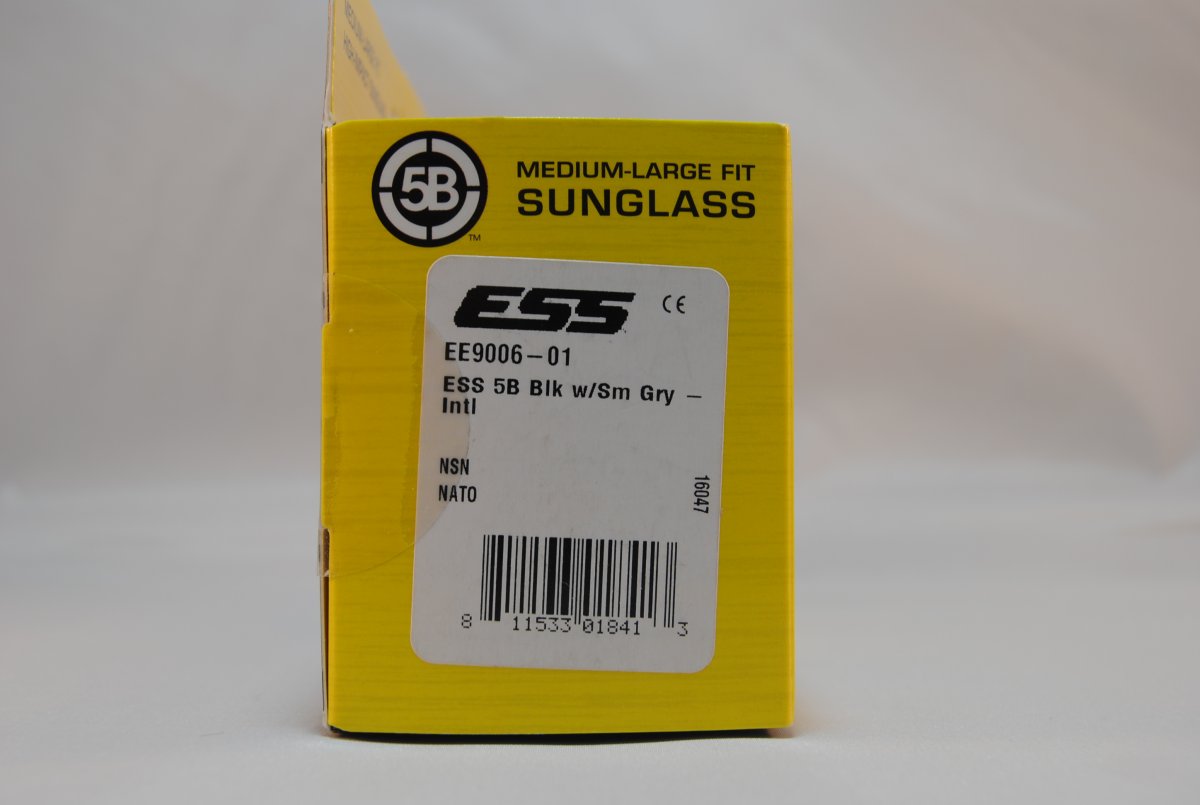 5B
TM
MEDIUM-LARGE FIT
SUNGLASS
ESS CE
EE9006-01
ESS 5B Blk w/Sm Gry -
Intl
NSN
NATO
16047
8 11533 01841 3